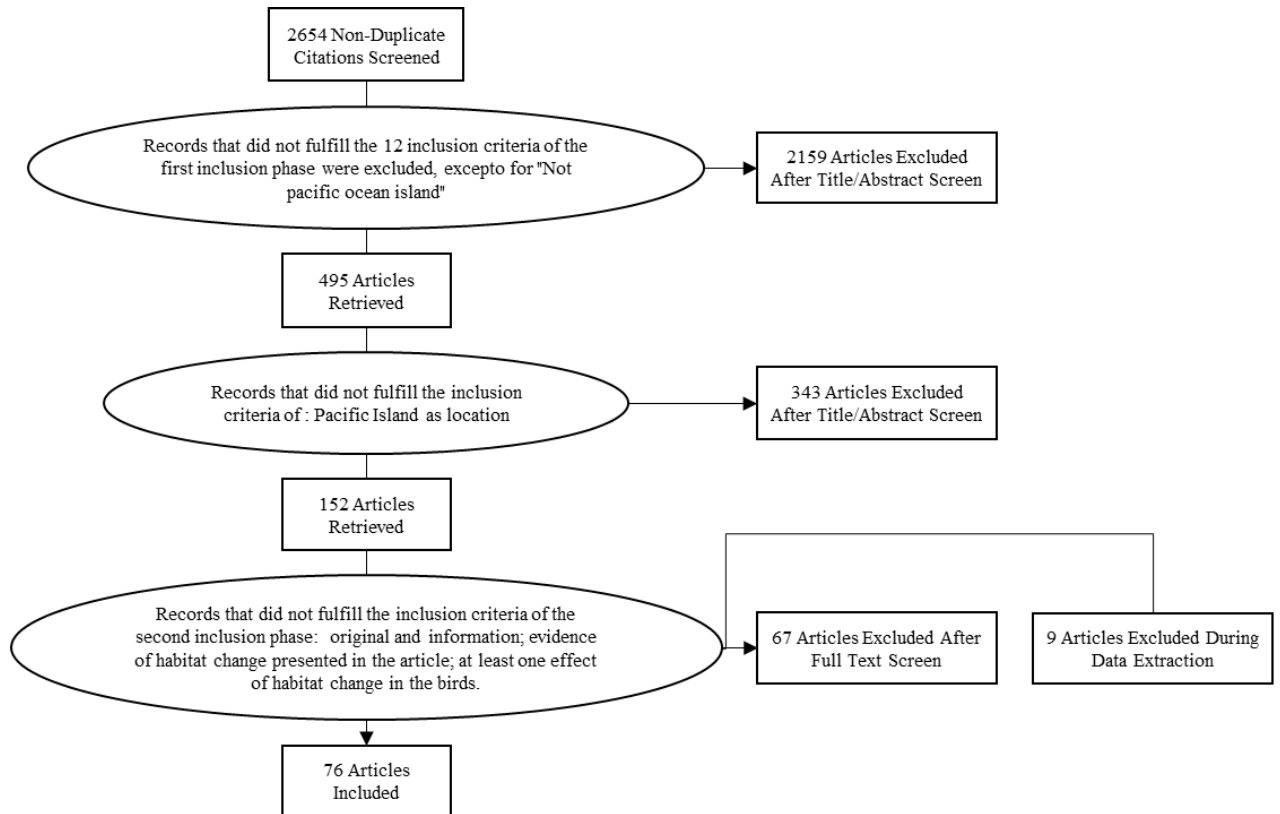 2654 Non-Duplicate
Citations Screened
Records that did not fulfill the 12 inclusion criteria of the
first inclusion phase were excluded, excepto for "Not
pacific ocean island"
2159 Articles Excluded
After Title/Abstract Screen
495 Articles
Retrieved
Records that did not fulfill the inclusion
criteria of : Pacific Island as location
343 Articles Excluded
After Title/Abstract Screen
152 Articles
Retrieved
Records that did not fulfill the inclusion criteria of the
second inclusion phase: original and information; evidence
of habitat change presented in the article; at least one effect
of habitat change in the birds.
67 Articles Excluded After
Full Text Screen
9 Articles Excluded During
Data Extraction
76 Articles
Included